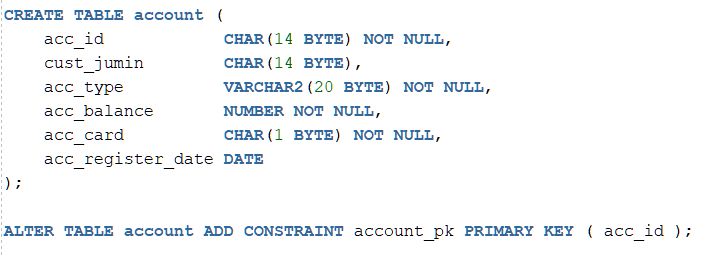 CREATE TABLE account (
    acc_id            CHAR(14 BYTE) NOT NULL,
    cust_jumin        CHAR(14 BYTE),
    acc_type          VARCHAR2(20 BYTE) NOT NULL,
    acc_balance       NUMBER NOT NULL,
    acc_card          CHAR(1 BYTE) NOT NULL,
    acc_register_date DATE
);
ALTER TABLE account ADD CONSTRAINT account_pk PRIMARY KEY ( acc_id );